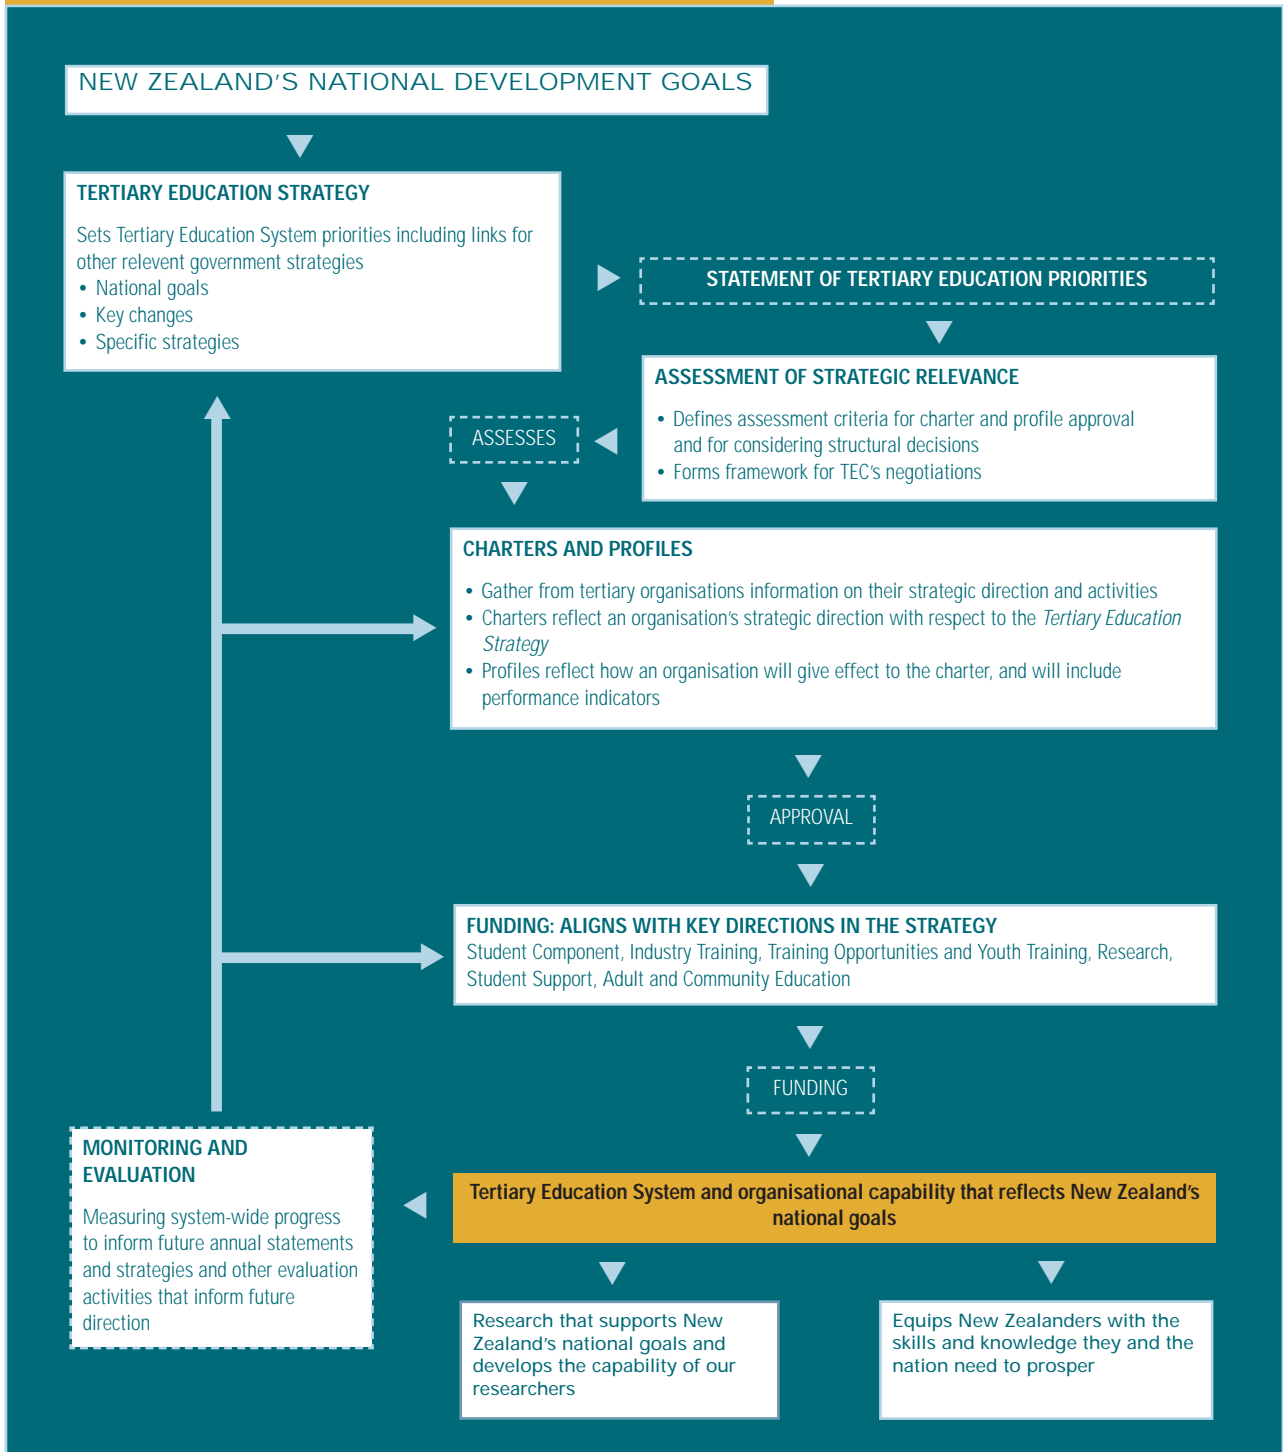 NEW ZEALAND'S NATIONAL DEVELOPMENT GOALS
TERTIARY EDUCATION STRATEGY
Sets Tertiary Education System priorities including links for
other relevent government strategies
• National goals
• Key changes
• Specific strategies
STATEMENT OF TERTIARY EDUCATION PRIORITIES
ASSESSMENT OF STRATEGIC RELEVANCE
• Defines assessment criteria for charter and profile approval
and for considering structural decisions
• Forms framework for TEC's negotiations
ASSESSES
CHARTERS AND PROFILES
• Gather from tertiary organisations information on their strategic direction and activities
• Charters reflect an organisation's strategic direction with respect to the Tertiary Education
Strategy
• Profiles reflect how an organisation will give effect to the charter, and will include
performance indicators
APPROVAL
FUNDING: ALIGNS WITH KEY DIRECTIONS IN THE STRATEGY
Student Component, Industry Training, Training Opportunities and Youth Training, Research,
Student Support, Adult and Community Education
FUNDING
MONITORING AND
EVALUATION
Measuring system-wide progress
to inform future annual statements
and strategies and other evaluation
activities that inform future
direction
Tertiary Education System and organisational capability that reflects New Zealand's
national goals
Research that supports New
Zealand's national goals and
develops the capability of our
researchers
Equips New Zealanders with the
skills and knowledge they and the
nation need to prosper